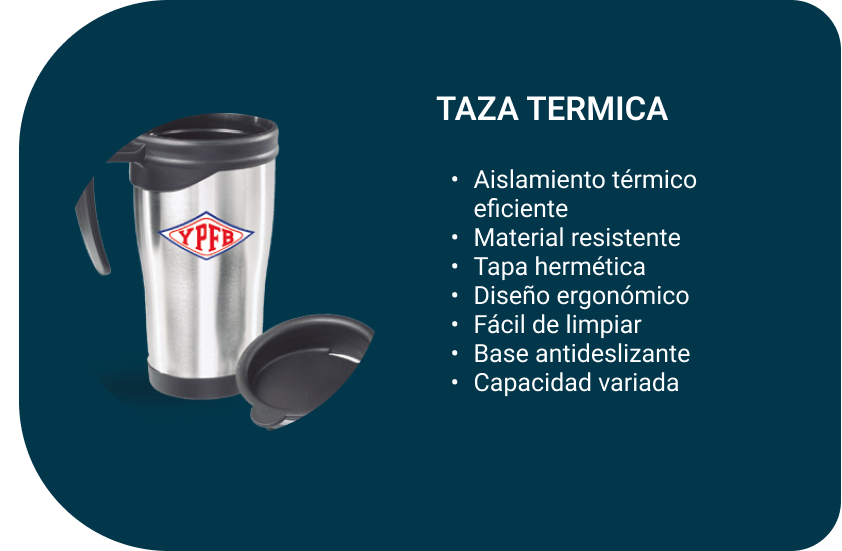 TAZA TERMICA
• Aislamiento térmico
eficiente
• Material resistente
• Tapa hermética
• Diseño ergonómico
• Fácil de limpiar
• Base antideslizante
• Capacidad variada
YPFB